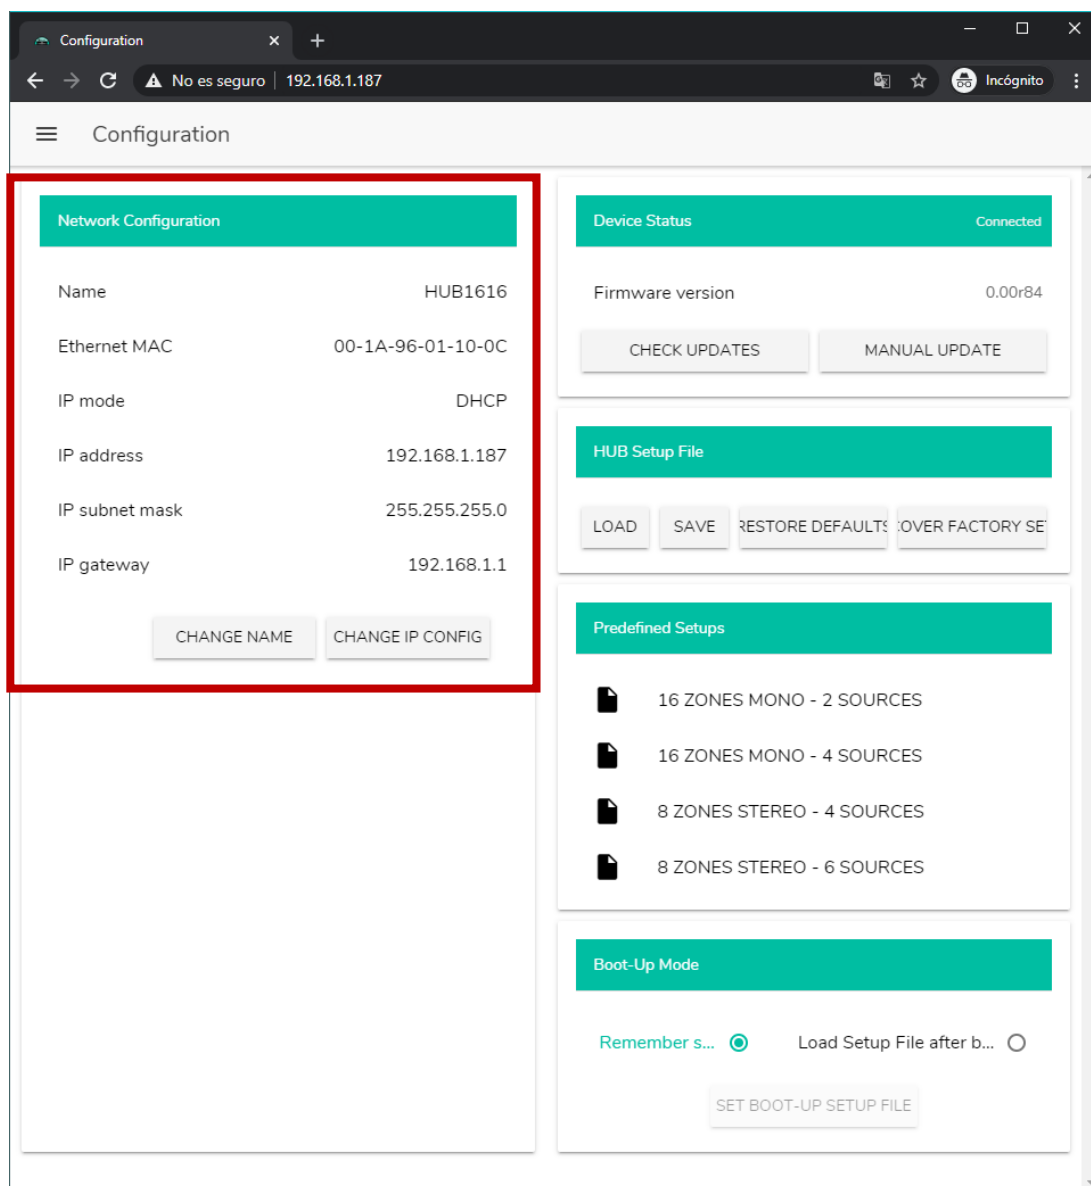 Configuration
No es seguro | 192.168.1.187
Incógnito
Configuration
Network Configuration
Name HUB1616
Ethernet MAC 00-1A-96-01-10-0C
IP mode DHCP
IP address 192.168.1.187
IP subnet mask 255.255.255.0
IP gateway 192.168.1.1
CHANGE NAME CHANGE IP CONFIG
Device Status Connected
Firmware version 0.00r84
CHECK UPDATES MANUAL UPDATE
HUB Setup File
LOAD SAVE RESTORE DEFAULTS OVER FACTORY SE
Predefined Setups
16 ZONES MONO - 2 SOURCES
16 ZONES MONO - 4 SOURCES
8 ZONES STEREO - 4 SOURCES
8 ZONES STEREO - 6 SOURCES
Boot-Up Mode
Remember s... Load Setup File after b...
SET BOOT-UP SETUP FILE